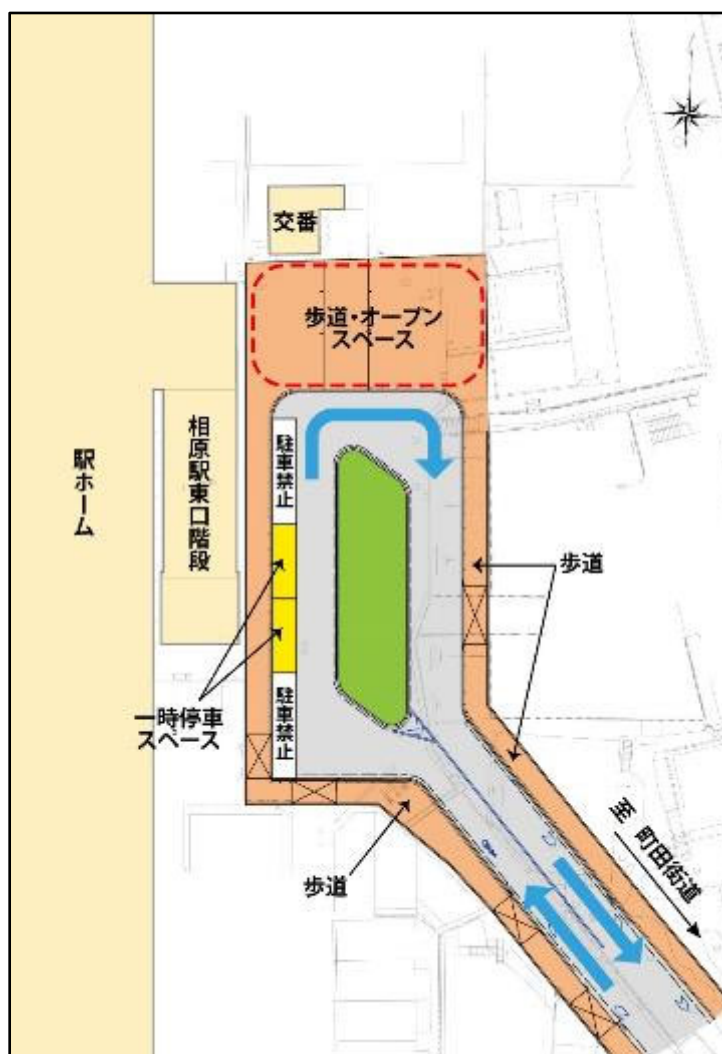 交番
歩道・オープン
スペース
駐車禁止
相原駅東口階段
駅ホーム
歩道
一時停車
スペース
駐車禁止
歩道
至 町田街道